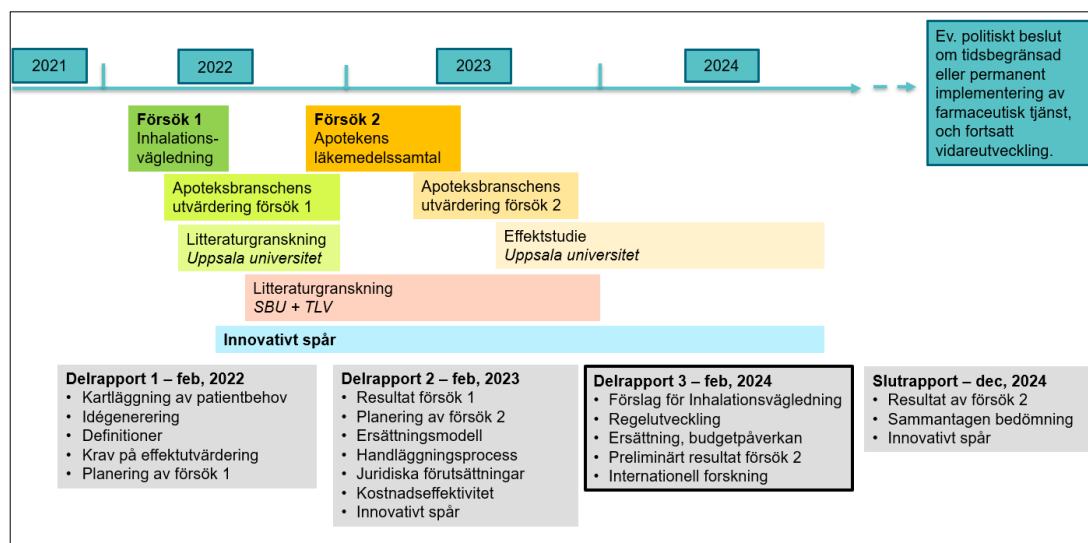 2021
2022
2023
2024
Ev. politiskt beslut
om tidsbegränsad
eller permanent
implementering av
farmaceutisk tjänst,
och fortsatt
vidareutveckling.
Försök 1
Inhalations-
vägledning
Försök 2
Apotekens
läkemedelssamtal
Apoteksbranschens
utvärdering försök 1
Apoteksbranschens
utvärdering försök 2
Litteraturgranskning
Uppsala universitet
Effektstudie
Uppsala universitet
Litteraturgranskning
SBU + TLV
Innovativt spår
Delrapport 1 – feb, 2022
• Kartläggning av patientbehov
• Idégenerering
• Definitioner
• Krav på effektutvärdering
• Planering av försök 1
Delrapport 2 – feb, 2023
• Resultat försök 1
• Planering av försök 2
• Ersättningsmodell
• Handläggningsprocess
• Juridiska förutsättningar
• Kostnadseffektivitet
• Innovativt spår
Delrapport 3 – feb, 2024
• Förslag för Inhalationsvägledning
• Regelutveckling
• Ersättning, budgetpåverkan
• Preliminärt resultat försök 2
• Internationell forskning
Slutrapport – dec, 2024
• Resultat av försök 2
• Sammantagen bedömning
• Innovativt spår